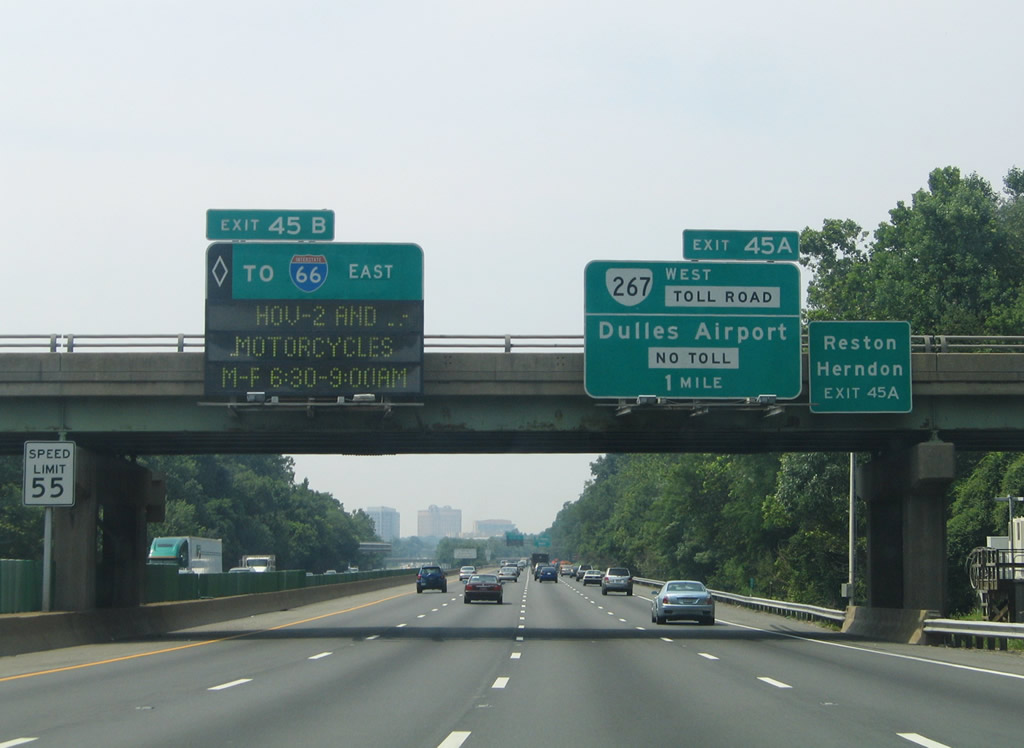 EXIT 45 B
TO INTERSTATE 66 EAST
HOV-2 AND
MOTORCYCLES
M-F 6:30-9:00AM
EXIT 45A
267 WEST
TOLL ROAD
Dulles Airport
NO TOLL
1 MILE
Reston
Herndon
EXIT 45A
SPEED
LIMIT
55